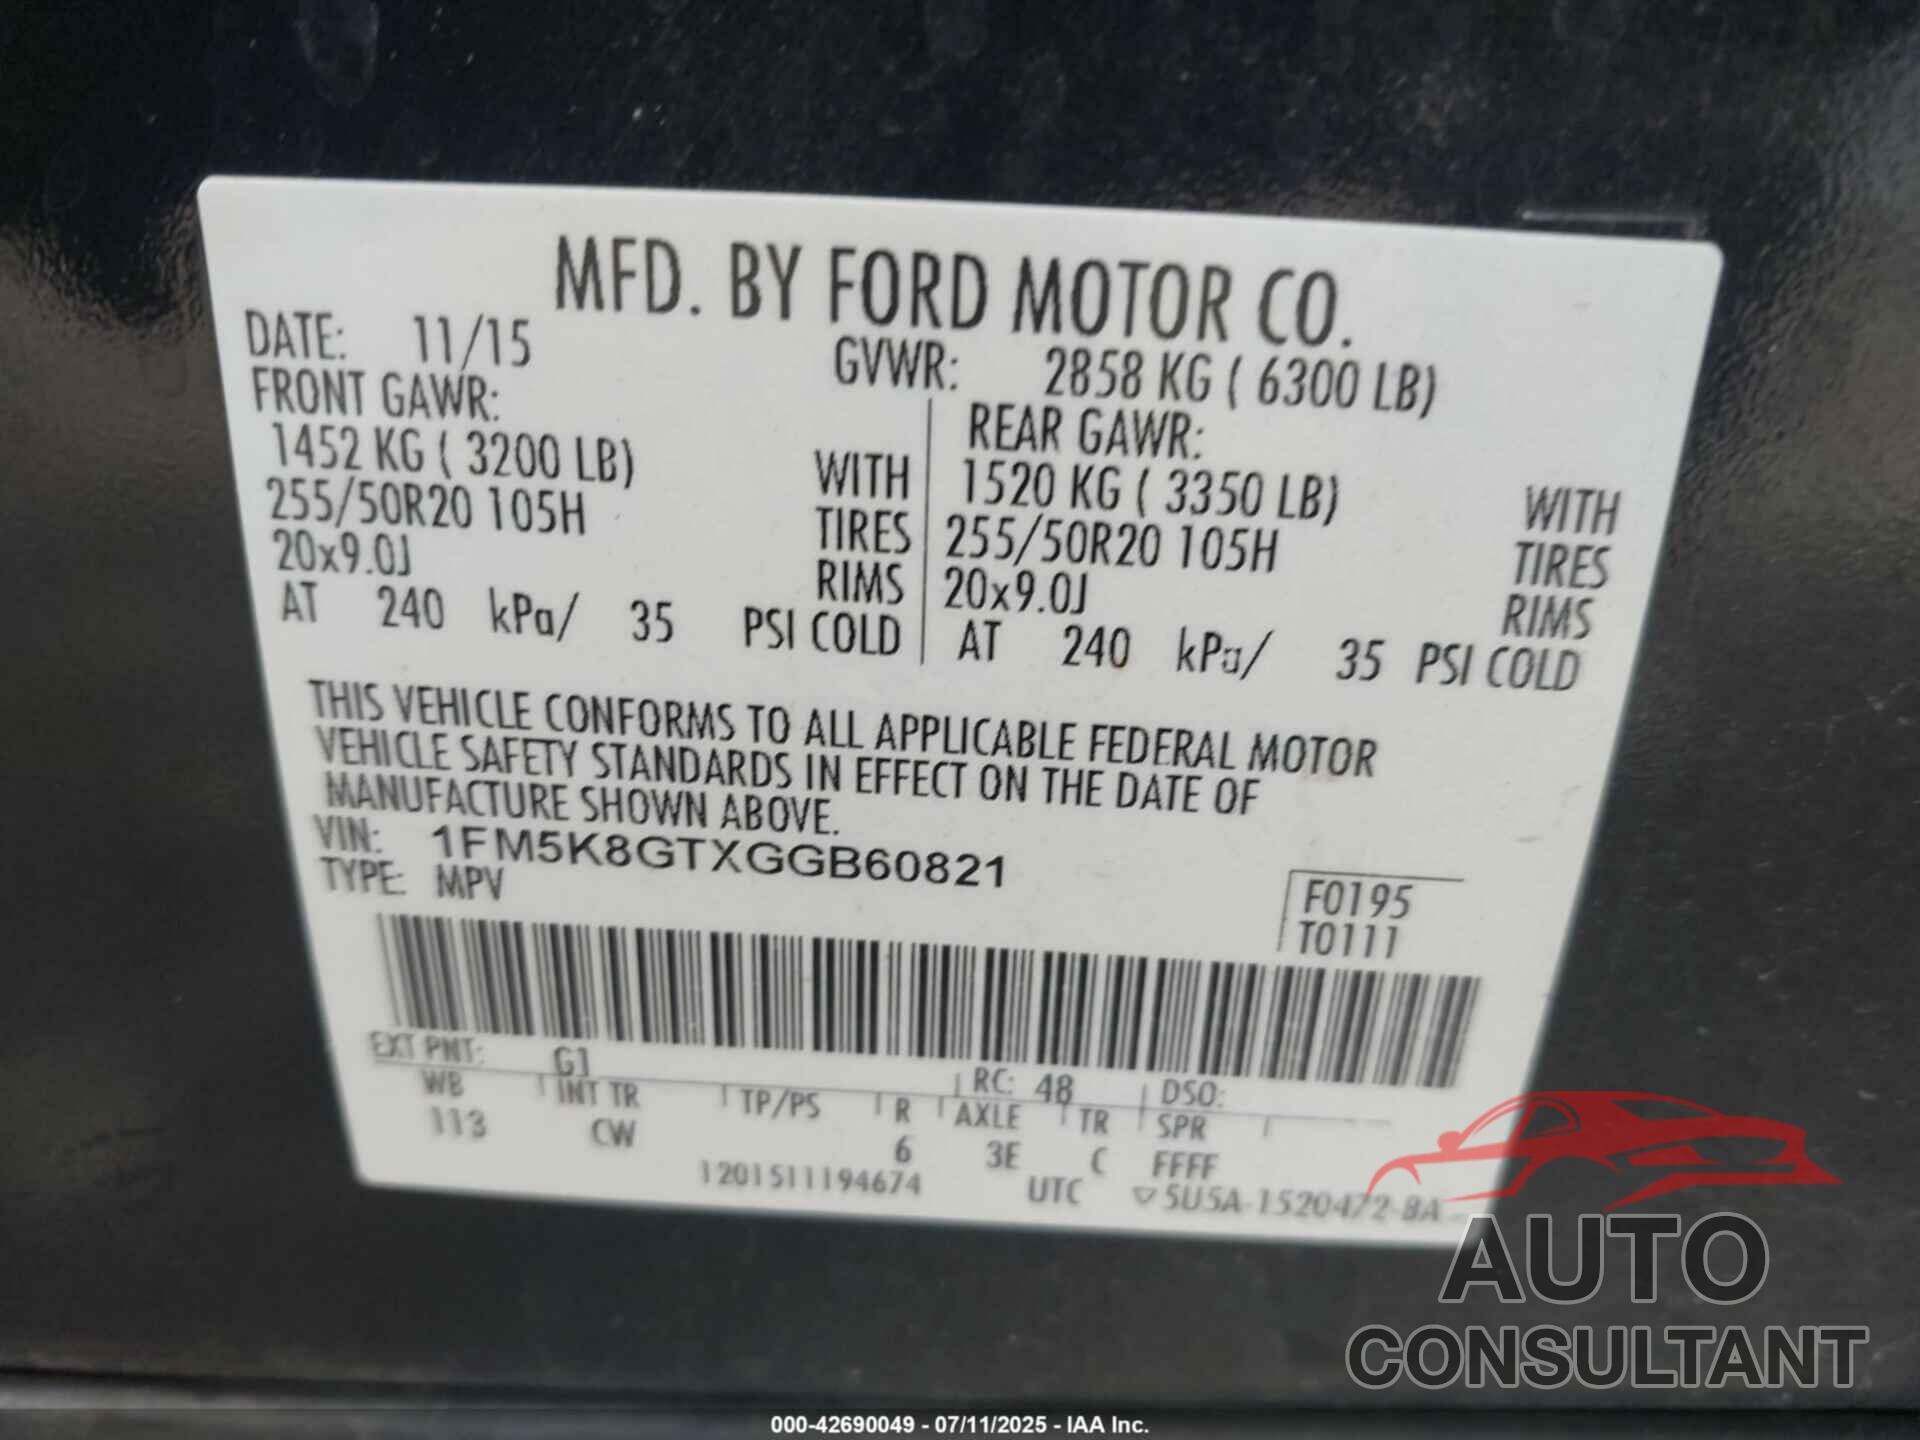 MFD. BY FORD MOTOR CO.
DATE: 11/15 GVWR: 2858 KG ( 6300 LB)
FRONT GAWR: REAR GAWR:
1452 KG ( 3200 LB) WITH 1520 KG ( 3350 LB) WITH
255/50R20 105H TIRES 255/50R20 105H TIRES
20x9.0J RIMS 20x9.0J RIMS
AT 240 kPa/ 35 PSI COLD AT 240 kPa/ 35 PSI COLD
THIS VEHICLE CONFORMS TO ALL APPLICABLE FEDERAL MOTOR
VEHICLE SAFETY STANDARDS IN EFFECT ON THE DATE OF
MANUFACTURE SHOWN ABOVE.
VIN: 1FM5K8GTXGGB60821
TYPE: MPV
F0195
T0111
EXT PNT: G1 RC: 48 DSO:
WB INT TR TP/PS R AXLE TR SPR
113 CW 6 3E C FFFF
1201511194674 UTC ▽5U5A-1520472-BA
AUTO
CONSULTANT
000-42690049 - 07/11/2025 - IAA Inc.